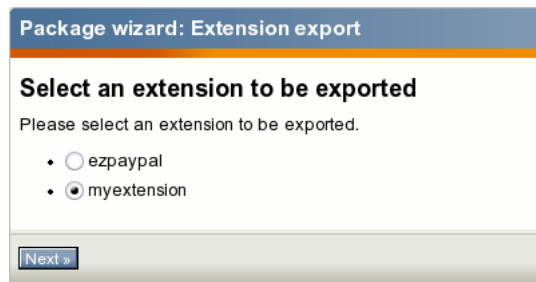 Package wizard: Extension export
Select an extension to be exported
Please select an extension to be exported.
ezpaypal
myextension
Next »